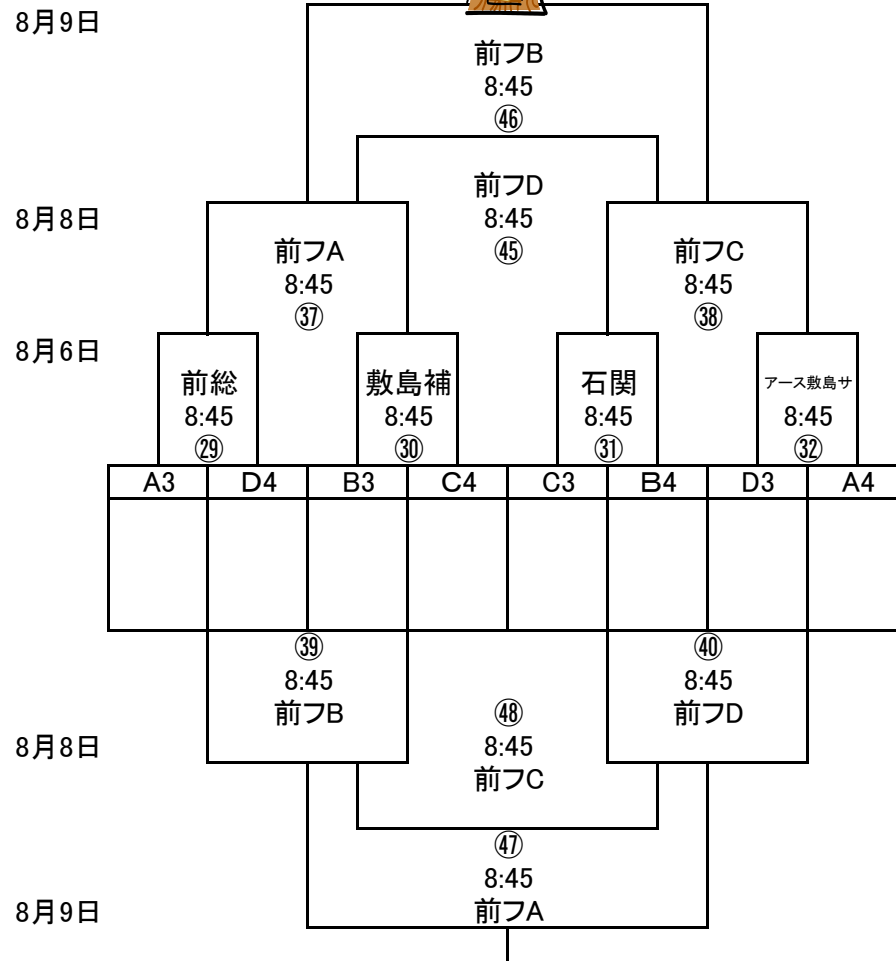 8月9日
前フB
8:45
㊻
前フD
8月8日
8:45
㊺
前フA
前フC
8:45
8:45
㊲
㊳
8月6日
前総
敷島補
石関
アース敷島サ
8:45
8:45
8:45
8:45
㉙
㉚
㉛
㉜
A3
D4
B3
C4
C3
B4
D3
A4
㊴
㊵
8:45
8:45
前フB
前フD
㊽
8月8日
8:45
前フC
㊼
8:45
8月9日
前フA